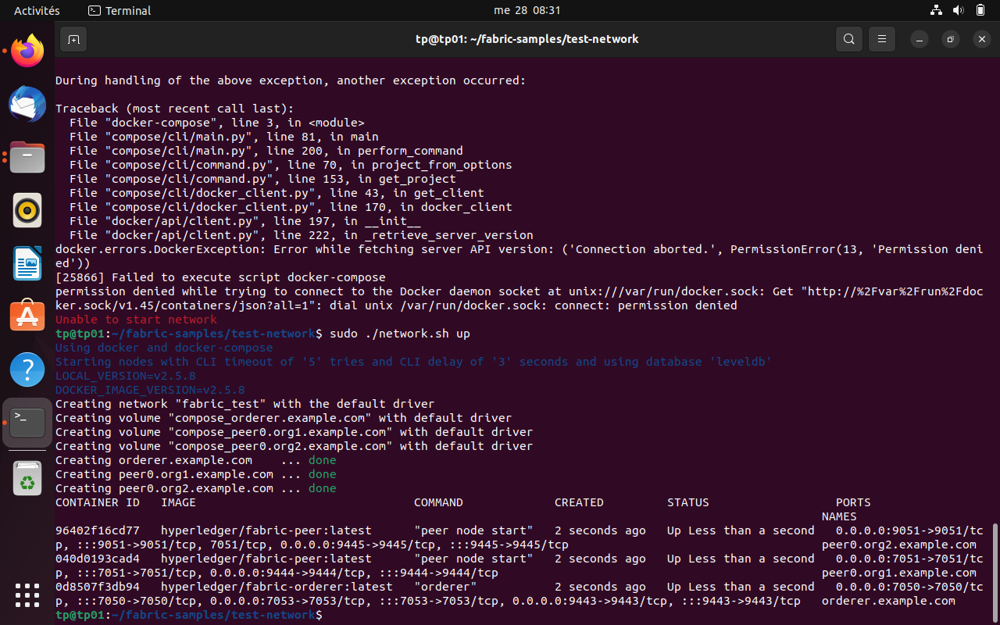 Activités
Terminal
me 28 08:31
tp@tp01: ~/fabric-samples/test-network
During handling of the above exception, another exception occurred:
Traceback (most recent call last):
  File "docker-compose", line 3, in <module>
  File "compose/cli/main.py", line 81, in main
  File "compose/cli/main.py", line 200, in perform_command
  File "compose/cli/command.py", line 70, in project_from_options
  File "compose/cli/command.py", line 153, in get_project
  File "compose/cli/docker_client.py", line 43, in get_client
  File "compose/cli/docker_client.py", line 170, in docker_client
  File "docker/api/client.py", line 197, in __init__
  File "docker/api/client.py", line 222, in _retrieve_server_version
docker.errors.DockerException: Error while fetching server API version: ('Connection aborted.', PermissionError(13, 'Permission deni
ed'))
[25866] Failed to execute script docker-compose
permission denied while trying to connect to the Docker daemon socket at unix:///var/run/docker.sock: Get "http://%2Fvar%2Frun%2Fdoc
ker.sock/v1.45/containers/json?all=1": dial unix /var/run/docker.sock: connect: permission denied
Unable to start network
tp@tp01:~/fabric-samples/test-network$ sudo ./network.sh up
Using docker and docker-compose
Starting nodes with CLI timeout of '5' tries and CLI delay of '3' seconds and using database 'leveldb'
LOCAL_VERSION=v2.5.8
DOCKER_IMAGE_VERSION=v2.5.8
Creating network "fabric_test" with the default driver
Creating volume "compose_orderer.example.com" with default driver
Creating volume "compose_peer0.org1.example.com" with default driver
Creating volume "compose_peer0.org2.example.com" with default driver
Creating orderer.example.com    ... done
Creating peer0.org1.example.com ... done
Creating peer0.org2.example.com ... done
CONTAINER ID   IMAGE                               COMMAND             CREATED         STATUS                  PORTS
NAMES
96402f16cd77   hyperledger/fabric-peer:latest      "peer node start"   2 seconds ago   Up Less than a second   0.0.0.0:9051->9051/tc
p, :::9051->9051/tcp, 7051/tcp, 0.0.0.0:9445->9445/tcp, :::9445->9445/tcp                                    peer0.org2.example.com
040d0193cad4   hyperledger/fabric-peer:latest      "peer node start"   2 seconds ago   Up Less than a second   0.0.0.0:7051->7051/tc
p, :::7051->7051/tcp, 0.0.0.0:9444->9444/tcp, :::9444->9444/tcp                                              peer0.org1.example.com
0d8507f3db94   hyperledger/fabric-orderer:latest   "orderer"           2 seconds ago   Up Less than a second   0.0.0.0:7050->7050/tc
p, :::7050->7050/tcp, 0.0.0.0:7053->7053/tcp, :::7053->7053/tcp, 0.0.0.0:9443->9443/tcp, :::9443->9443/tcp   orderer.example.com
tp@tp01:~/fabric-samples/test-network$